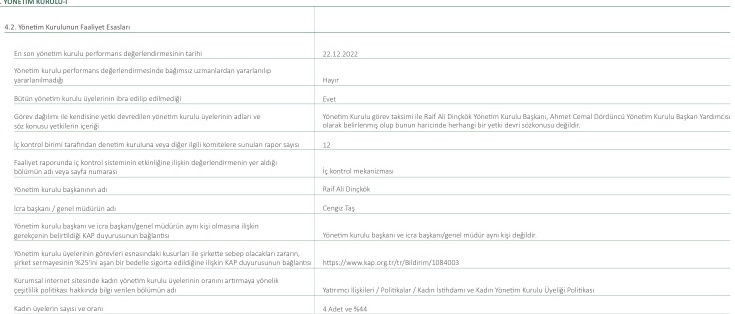 . YÖNETİM KURULU-I
4.2. Yönetim Kurulunun Faaliyet Esasları
En son yönetim kurulu performans değerlendirmesinin tarihi
22.12.2022
Yönetim kurulu performans değerlendirmesinde bağımsız uzmanlardan yararlanılıp
yararlanılmadığı
Hayır
Bütün yönetim kurulu üyelerinin ibra edilip edilmediği
Evet
Görev dağılımı ile kendisine yetki devredilen yönetim kurulu üyelerinin adları ve
söz konusu yetkilerin içeriği
Yönetim Kurulu görev taksimi ile Raif Ali Dinçkök Yönetim Kurulu Başkanı, Ahmet Cemal Dördüncü Yönetim Kurulu Başkan Yardımcısı
olarak belirlenmiş olup bunun haricinde herhangi bir yetki devri sözkonusu değildir.
İç kontrol birimi tarafından denetim kuruluna veya diğer ilgili komitelere sunulan rapor sayısı
12
Faaliyet raporunda iç kontrol sisteminin etkinliğine ilişkin değerlendirmenin yer aldığı
bölümün adı veya sayfa numarası
İç kontrol mekanizması
Yönetim kurulu başkanının adı
Raif Ali Dinçkök
İcra başkanı / genel müdürün adı
Cengiz Taş
Yönetim kurulu başkanı ve icra başkanı/genel müdürün aynı kişi olmasına ilişkin
gerekçenin belirtildiği KAP duyurusunun bağlantısı
Yönetim kurulu başkanı ve icra başkanı/genel müdür aynı kişi değildir.
Yönetim kurulu üyelerinin görevleri esnasındaki kusurları ile şirkette sebep olacakları zararın,
şirket sermayesinin %25'ini aşan bir bedelle sigorta edildiğine ilişkin KAP duyurusunun bağlantısı
https://www.kap.org.tr/tr/Bildirim/1084003
Kurumsal internet sitesinde kadın yönetim kurulu üyelerinin oranını artırmaya yönelik
çeşitlilik politikası hakkında bilgi verilen bölümün adı
Yatırımcı İlişkileri / Politikalar / Kadın İstihdamı ve Kadın Yönetim Kurulu Üyeliği Politikası
Kadın üyelerin sayısı ve oranı
4 Adet ve %44